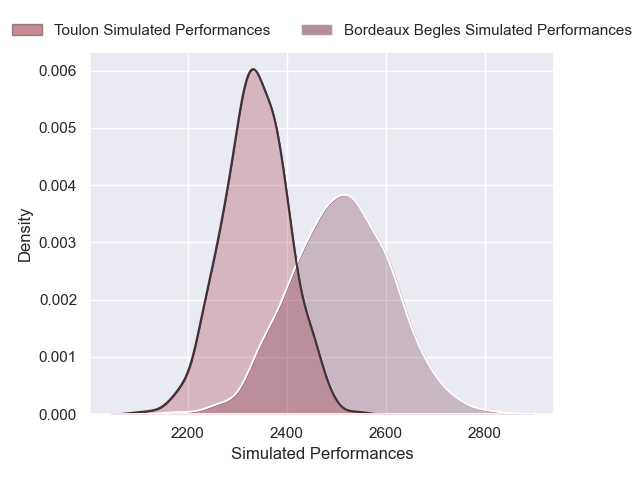 Toulon Simulated Performances Bordeaux Begles Simulated Performances
0.006
0.005
0.004
0.003
0.002
0.001
0.000
Density
2200 2400 2600 2800
Simulated Performances